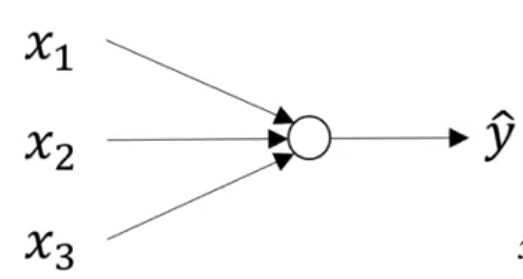 x₁
x₂
ŷ
x₃